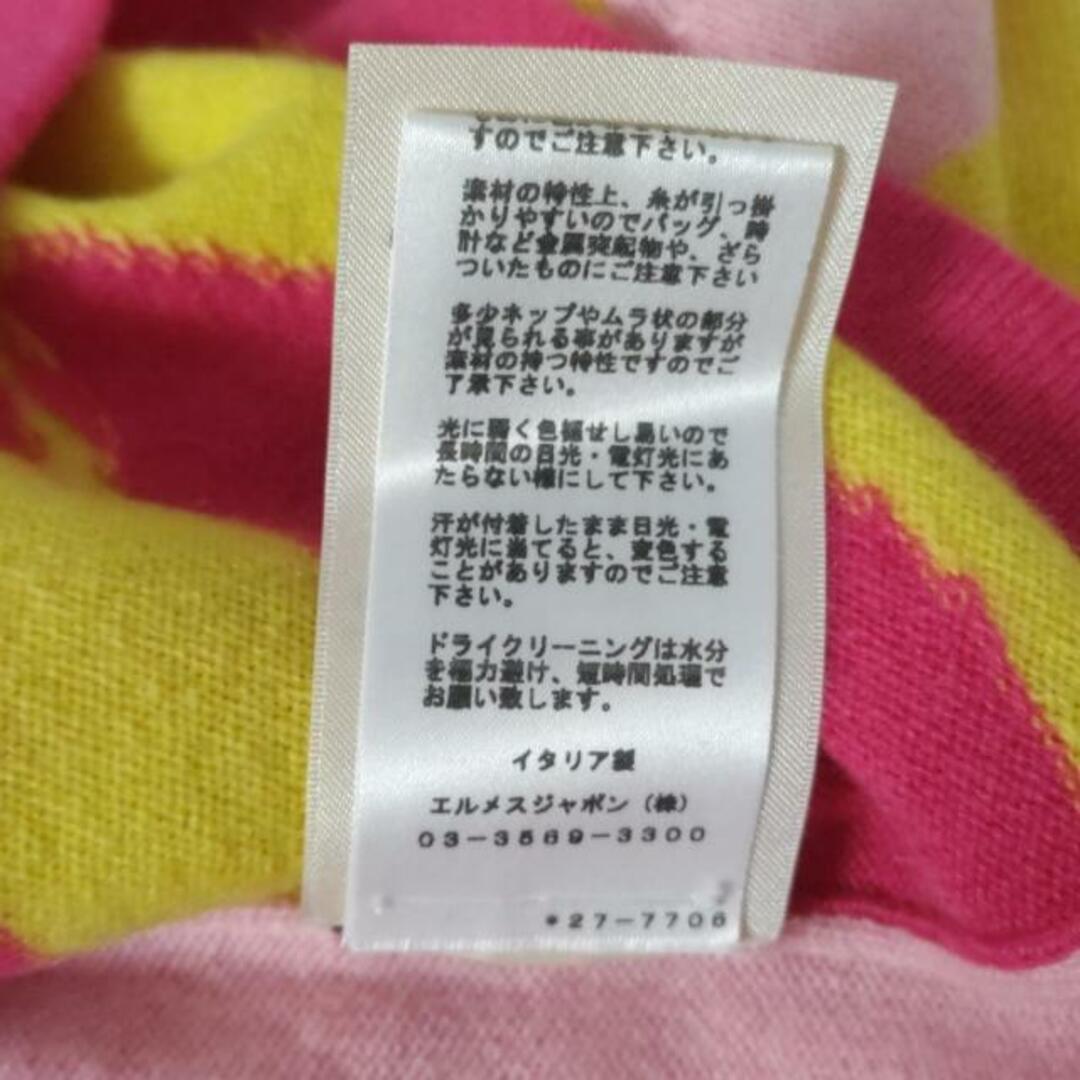 すのでご注意下さい。
素材の特性上、糸が引っ掛
かりやすいのでバッグ、時
計など金属突起物や、ざら
ついたものにご注意下さい
多少ネップやムラ状の部分
が見られる事がありますが
素材の持つ特性ですのでご
了承下さい。
光に弱く色褪せし易いので
長時間の日光・電灯光にあ
たらない様にして下さい。
汗が付着したまま日光・電
灯光に当てると、変色する
ことがありますのでご注意
下さい。
ドライクリーニングは水分
を極力避け、短時間処理で
お願い致します。
イタリア製
エルメスジャポン(株)
03-3569-3300
*27-7706